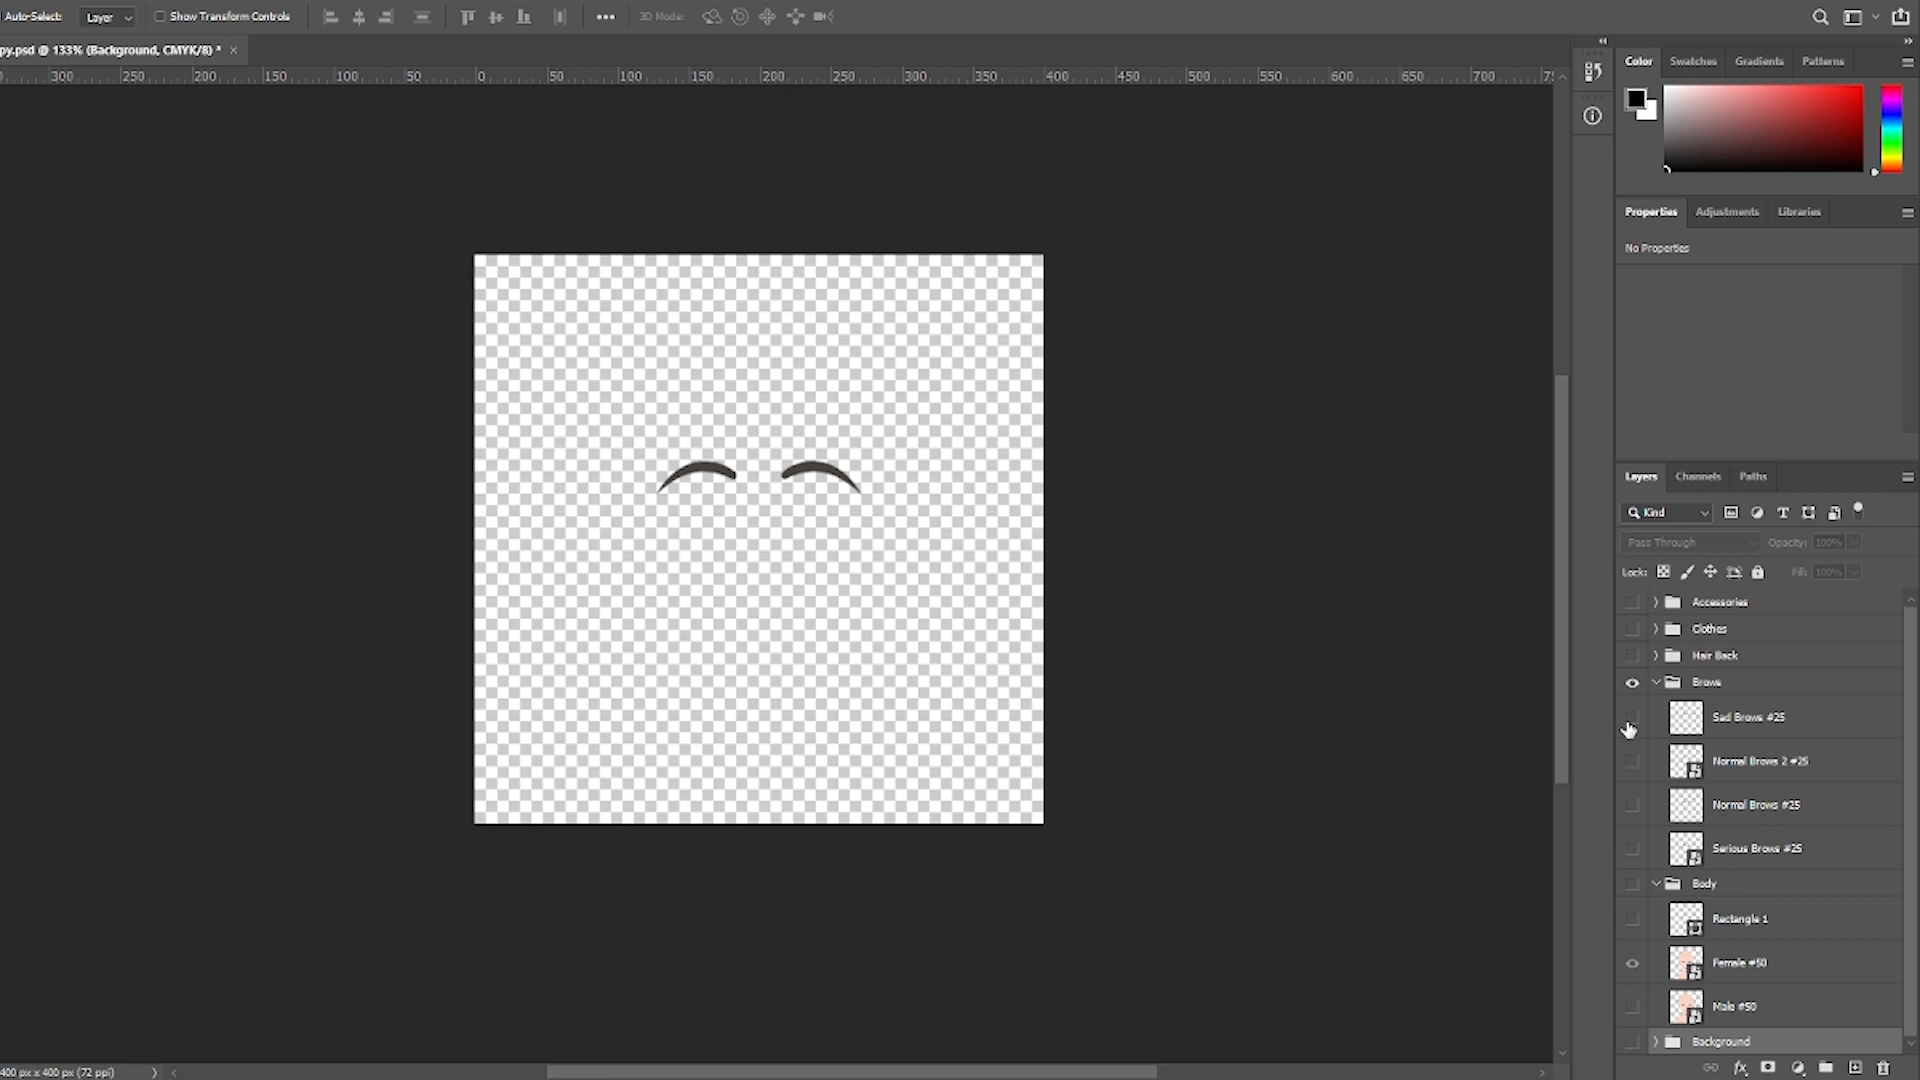 Auto-Select: Layer Show Transform Controls 3D Mode:
py.psd @ 133% (Background, CMYK/8) * ×
300 250 200 150 100 50 0 50 100 150 200 250 300 350 400 450 500 550 600 650 700
Color Swatches Gradients Patterns
Properties Adjustments Libraries
No Properties
Layers Channels Paths
Kind
Pass Through Opacity: 100%
Lock: Fill: 100%
Accessories
Clothes
Hair Back
Brows
Sad Brows #25
Normal Brows 2 #25
Normal Brows #25
Serious Brows #25
Body
Rectangle 1
Female #50
Male #50
Background
400 px x 400 px (72 ppi)